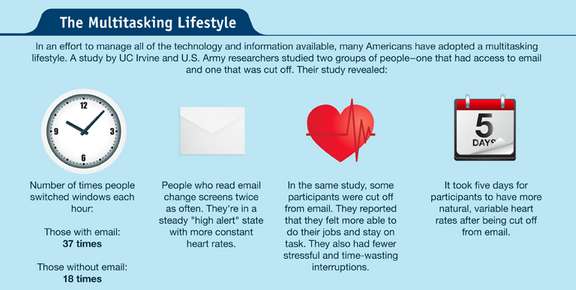 The Multitasking Lifestyle
In an effort to manage all of the technology and information available, many Americans have adopted a multitasking
lifestyle. A study by UC Irvine and U.S. Army researchers studied two groups of people–one that had access to email
and one that was cut off. Their study revealed:
12
3
6
9
Number of times people
switched windows each
hour:
Those with email:
37 times
Those without email:
18 times
People who read email
change screens twice
as often. They're in a
steady "high alert" state
with more constant
heart rates.
In the same study, some
participants were cut off
from email. They reported
that they felt more able to
do their jobs and stay on
task. They also had fewer
stressful and time-wasting
interruptions.
5
DAYS
It took five days for
participants to have more
natural, variable heart
rates after being cut off
from email.